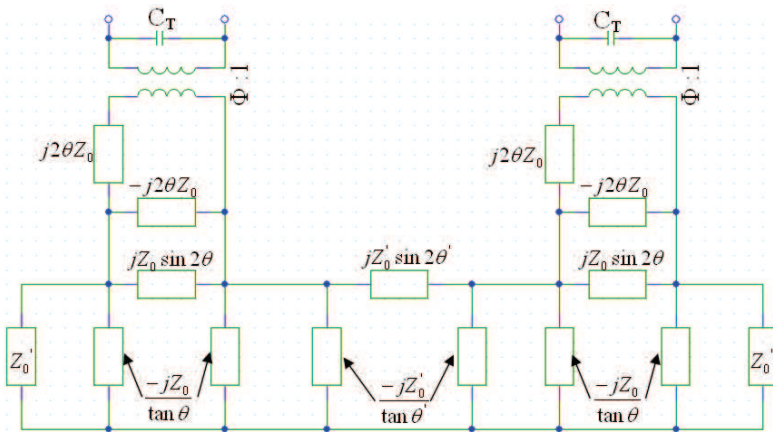 C_T
C_T
Φ : 1
Φ : 1
j2θZ_0
j2θZ_0
-j2θZ_0
-j2θZ_0
jZ_0 sin 2θ
jZ_0' sin 2θ'
jZ_0 sin 2θ
Z_0'
-jZ_0 / tan θ
-jZ_0' / tan θ'
-jZ_0 / tan θ
Z_0'